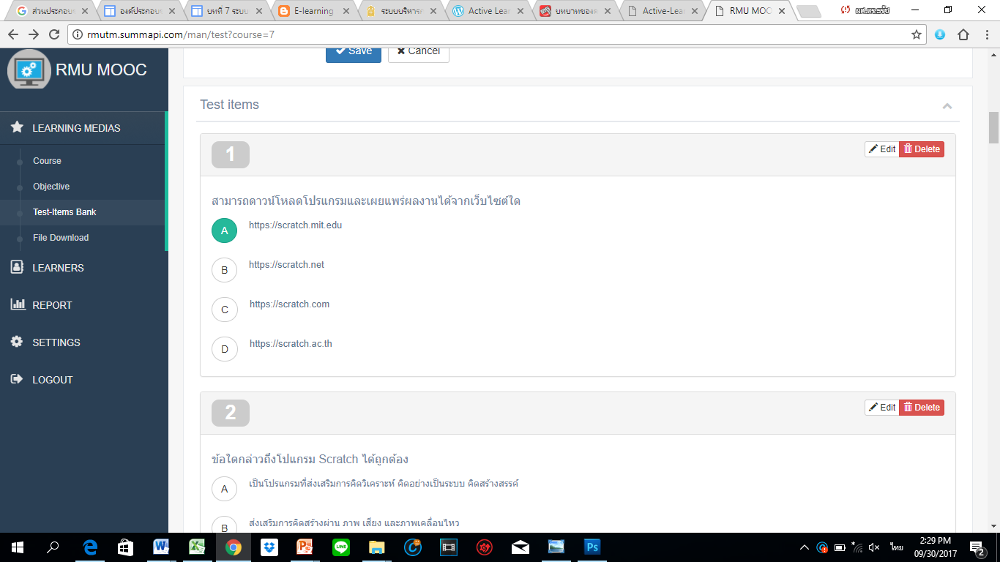 ส่วนประกอบ
องค์ประกอบ
บทที่ 7 ระบบ
E-learning
ระบบบริหาร
Active Lea
บทบาทของ
Active-Lea
RMU MOO
rmutm.summapi.com/man/test?course=7
RMU MOOC
LEARNING MEDIAS
Course
Objective
Test-Items Bank
File Download
LEARNERS
REPORT
SETTINGS
LOGOUT
Save
Cancel
Test items
1
Edit
Delete
สามารถดาวน์โหลดโปรแกรมและเผยแพร่ผลงานได้จากเว็บไซต์ใด
A https://scratch.mit.edu
B https://scratch.net
C https://scratch.com
D https://scratch.ac.th
2
Edit
Delete
ข้อใดกล่าวถึงโปแกรม Scratch ได้ถูกต้อง
A เป็นโปรแกรมที่ส่งเสริมการคิดวิเคราะห์ คิดอย่างเป็นระบบ คิดสร้างสรรค์
B ส่งเสริมการคิดสร้างผ่าน ภาพ เสียง และภาพเคลื่อนไหว
LINE
Ps
ไทย
2:29 PM
09/30/2017
2